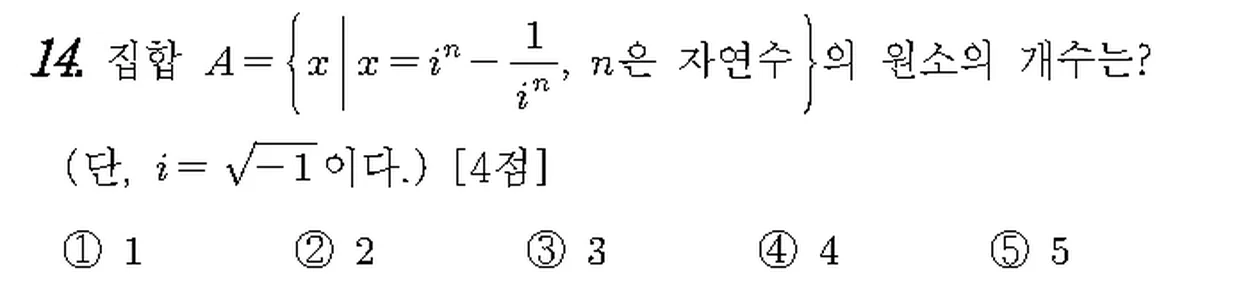 14. 집합 A={x | x=i^n - 1/i^n, n은 자연수}의 원소의 개수는?
(단, i=√-1 이다.) [4점]
① 1 ② 2 ③ 3 ④ 4 ⑤ 5